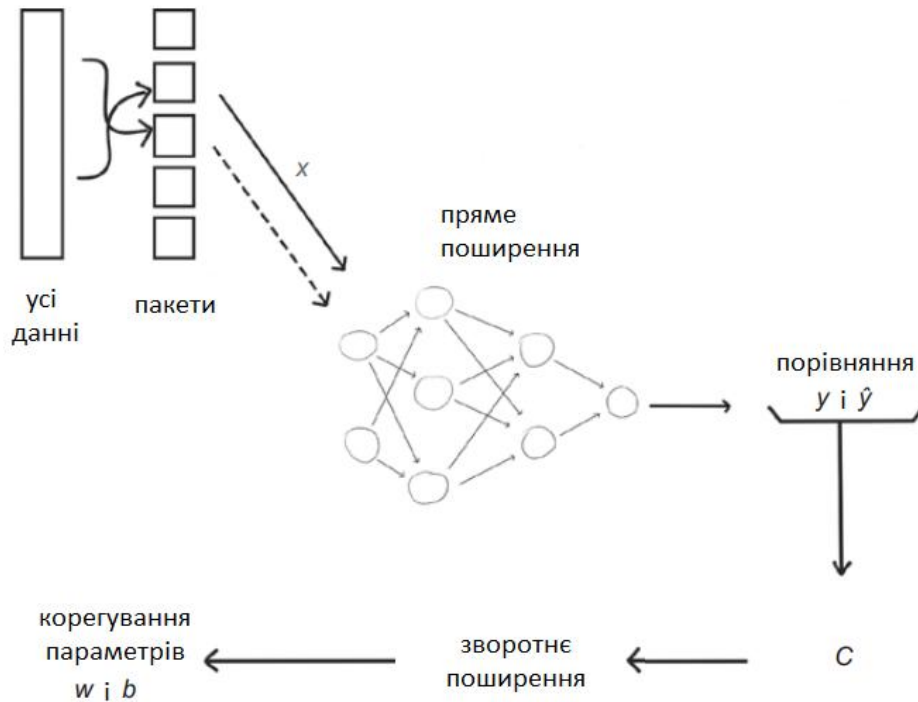 x
пряме
поширення
усі
данні
пакети
порівняння
y і ŷ
корегування
параметрів
w і b
зворотнє
поширення
C